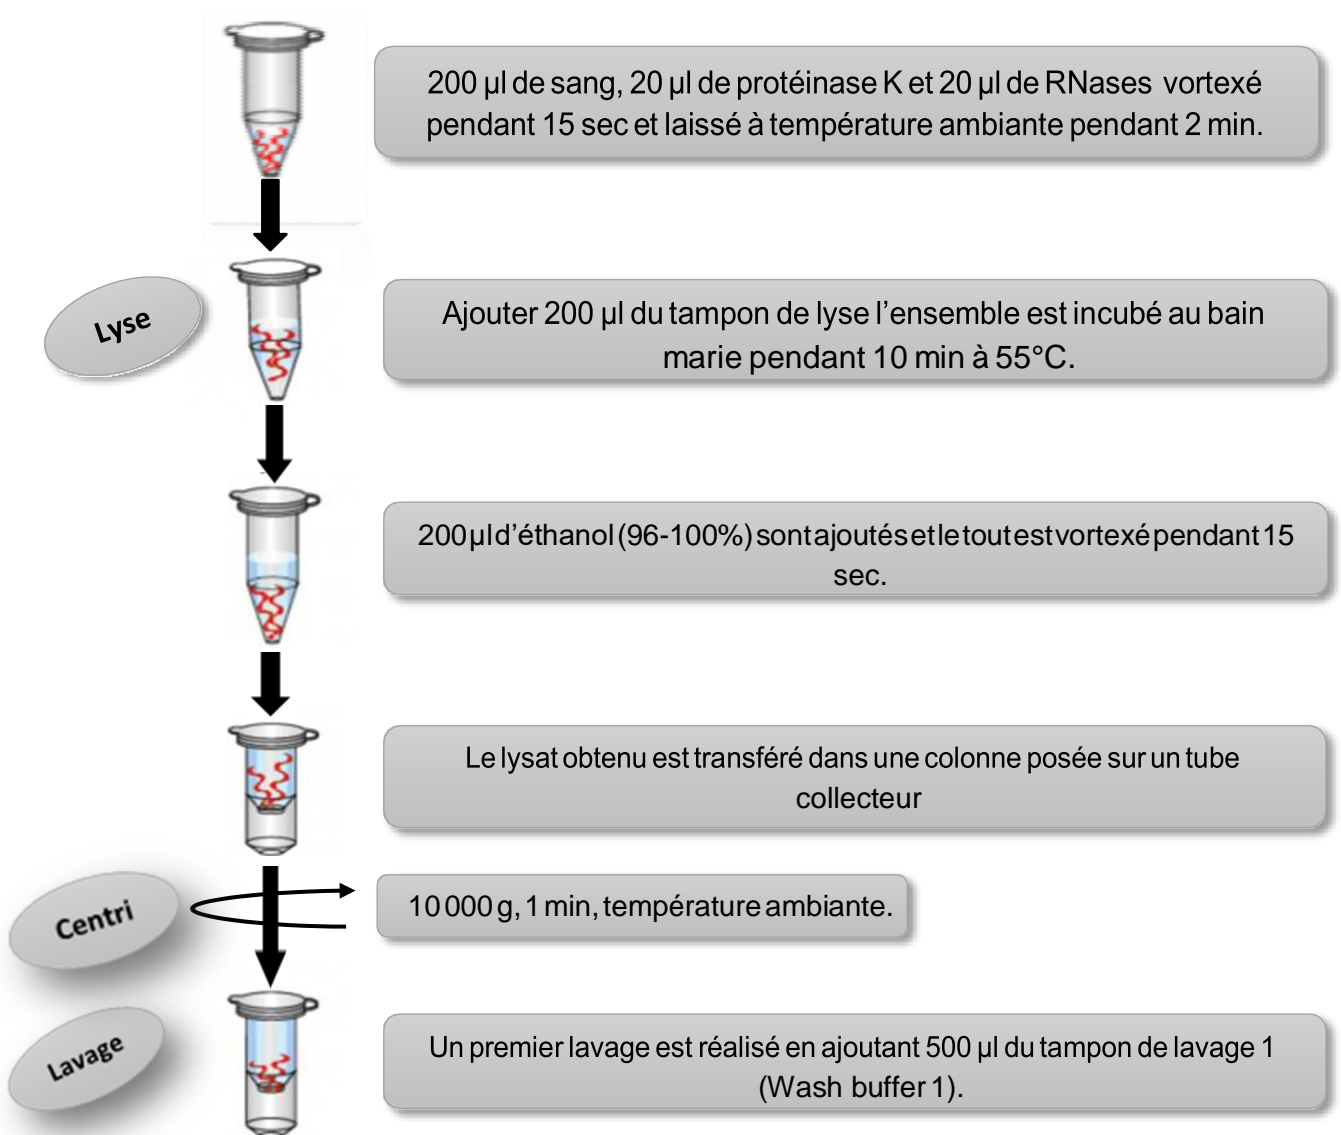 200 µl de sang, 20 µl de protéinase K et 20 µl de RNases vortexé
pendant 15 sec et laissé à température ambiante pendant 2 min.
Lyse
Ajouter 200 µl du tampon de lyse l’ensemble est incubé au bain
marie pendant 10 min à 55°C.
200 µl d’éthanol (96-100%) sont ajoutés et le tout est vortexé pendant 15
sec.
Le lysat obtenu est transféré dans une colonne posée sur un tube
collecteur
Centri
10 000 g, 1 min, température ambiante.
Lavage
Un premier lavage est réalisé en ajoutant 500 µl du tampon de lavage 1
(Wash buffer 1).